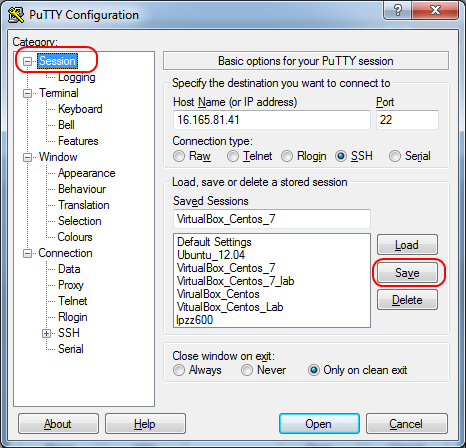 PuTTY Configuration
Category:
Session
Logging
Terminal
Keyboard
Bell
Features
Window
Appearance
Behaviour
Translation
Selection
Colours
Connection
Data
Proxy
Telnet
Rlogin
SSH
Serial
Basic options for your PuTTY session
Specify the destination you want to connect to
Host Name (or IP address) Port
16.165.81.41 22
Connection type:
Raw Telnet Rlogin SSH Serial
Load, save or delete a stored session
Saved Sessions
VirtualBox_Centos_7
Default Settings
Ubuntu_12.04
VirualBox_Centos_7
VirtualBox_Centos_7_lab
VirualBox_Centos
VitualBox_Centos_Lab
lpzz600
Load
Save
Delete
Close window on exit:
Always Never Only on clean exit
About Help Open Cancel